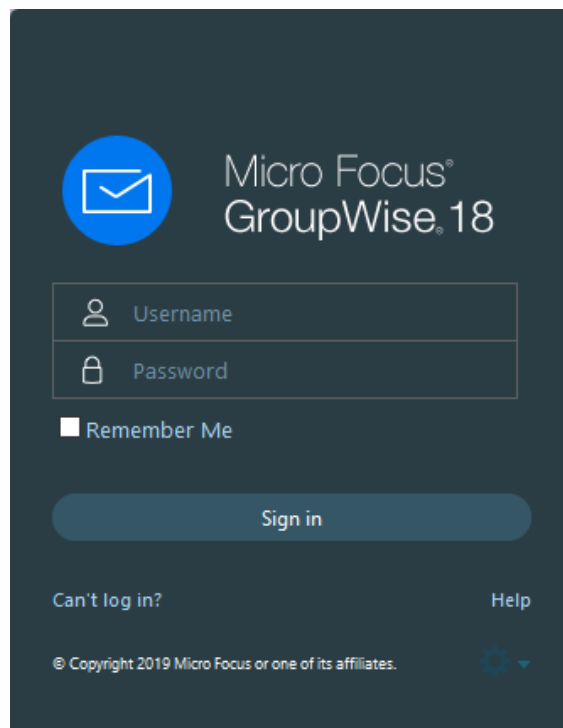 Micro Focus®
GroupWise® 18
Username
Password
Remember Me
Sign in
Can't log in?
Help
© Copyright 2019 Micro Focus or one of its affiliates.